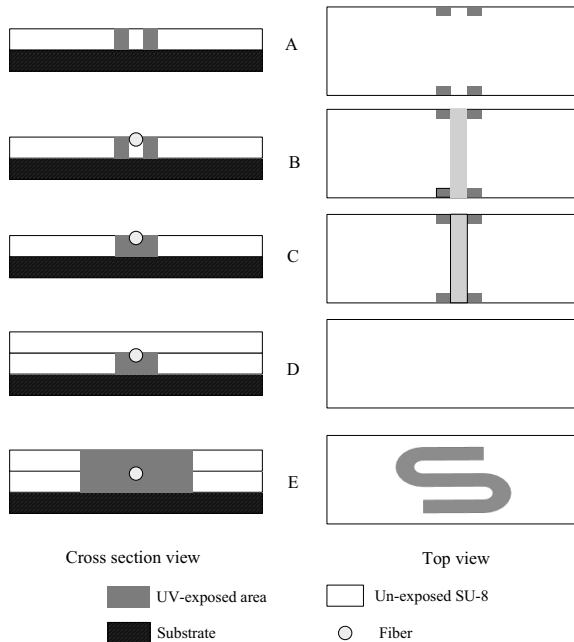 A
B
C
D
E
Cross section view
Top view
UV-exposed area
Un-exposed SU-8
Substrate
Fiber